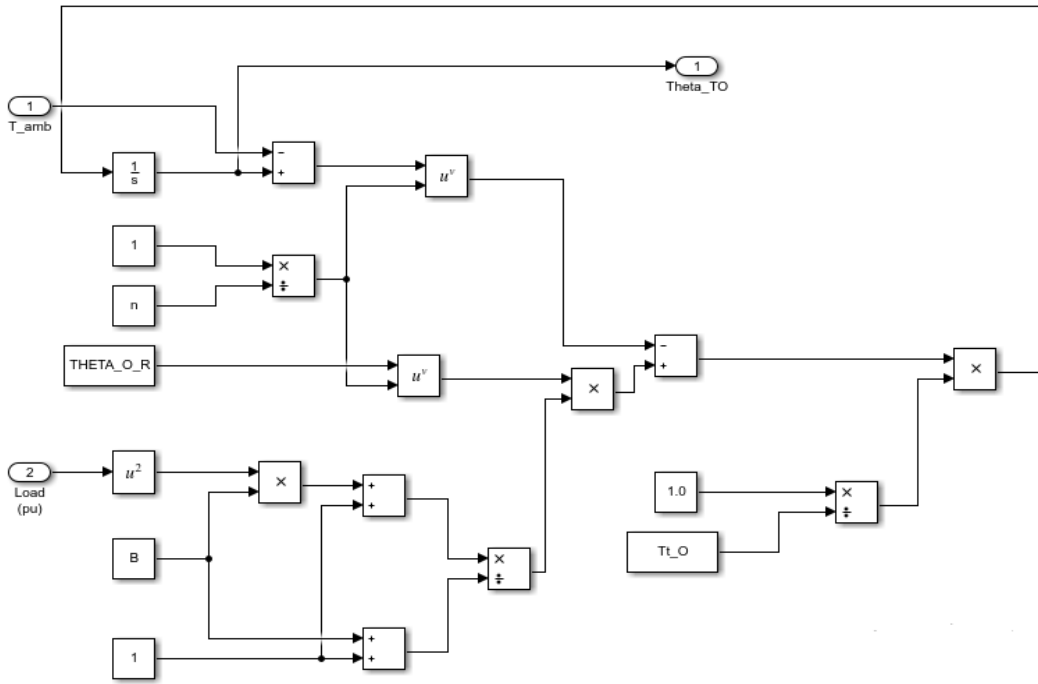 1
Theta_TO
1
T_amb
−
+
1
s
u^v
1
n
×
÷
THETA_O_R
u^v
×
−
+
×
2
Load
(pu)
u^2
×
+
+
1.0
×
÷
Tt_O
B
×
÷
1
+
+